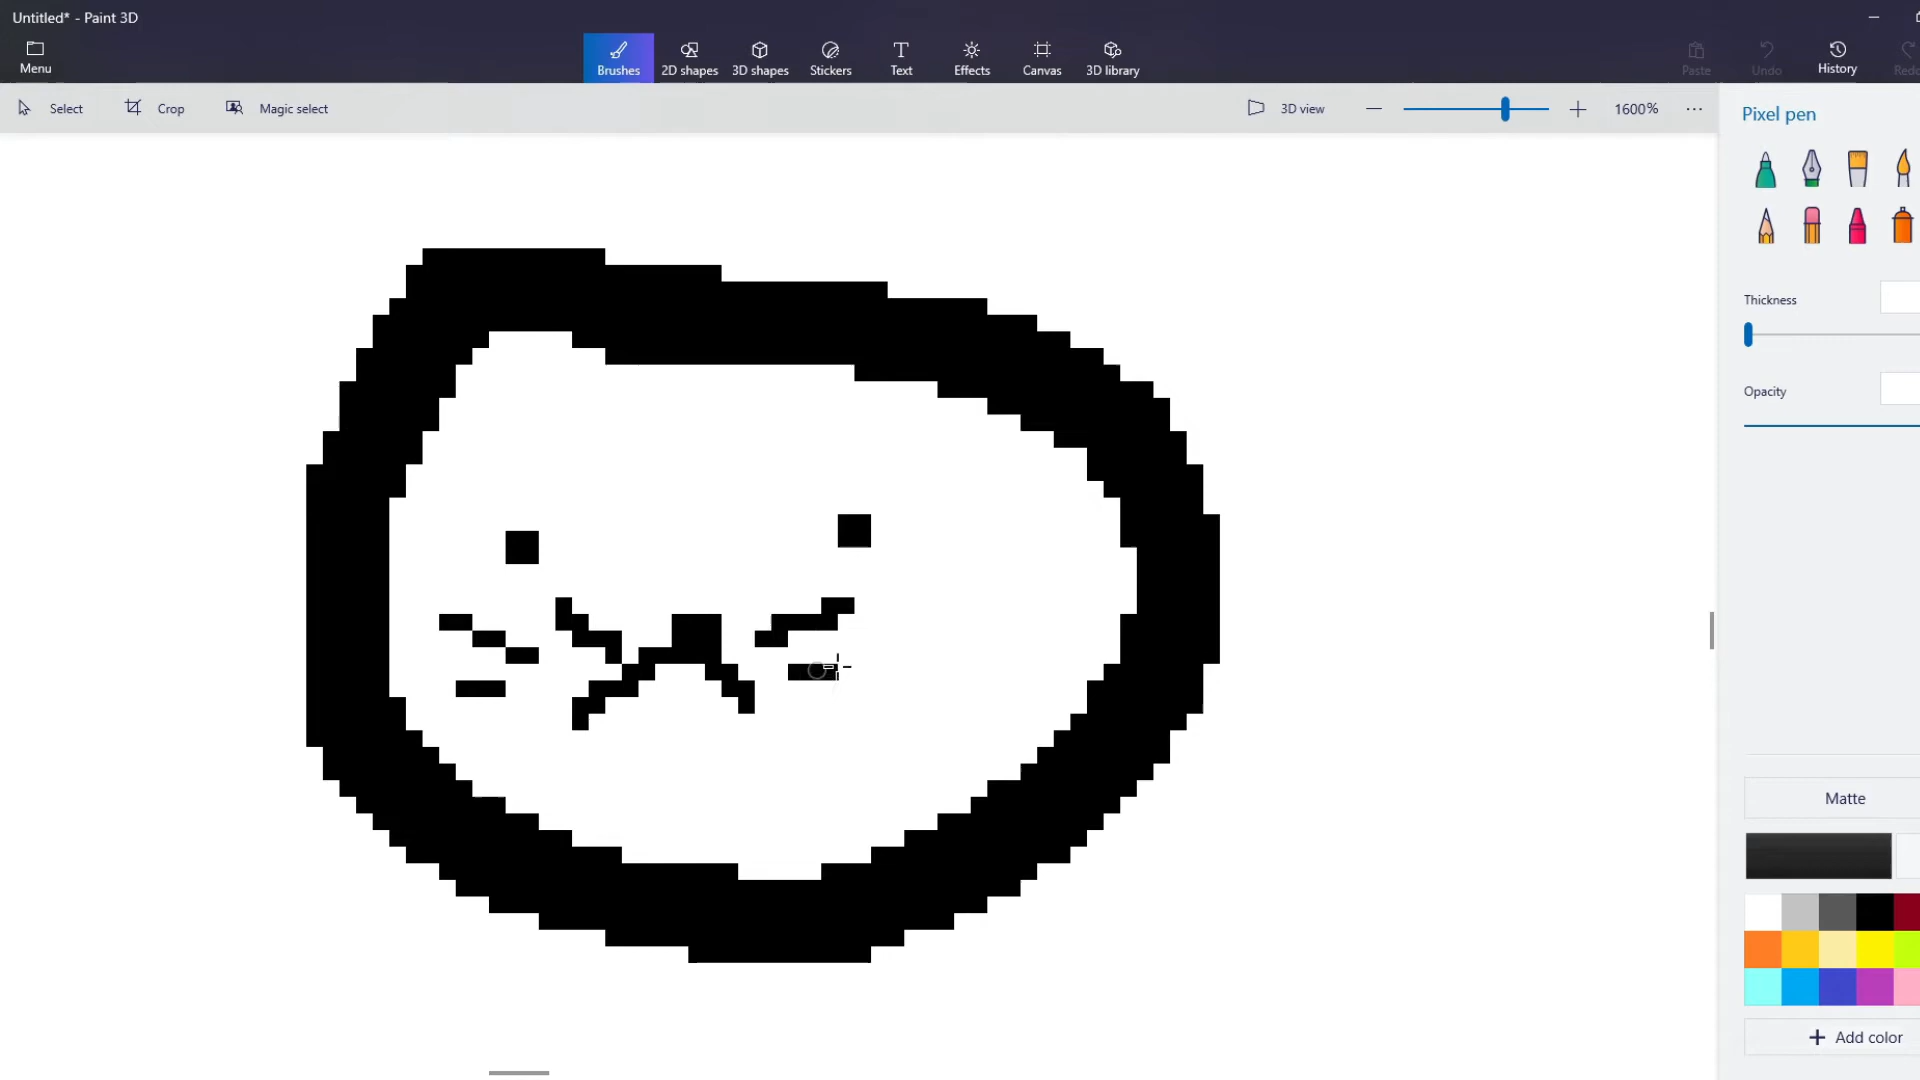 Untitled* - Paint 3D
Menu
Brushes
2D shapes
3D shapes
Stickers
Text
Effects
Canvas
3D library
Paste
Undo
History
Redo
Select
Crop
Magic select
3D view
1600%
Pixel pen
Thickness
Opacity
Matte
Add color